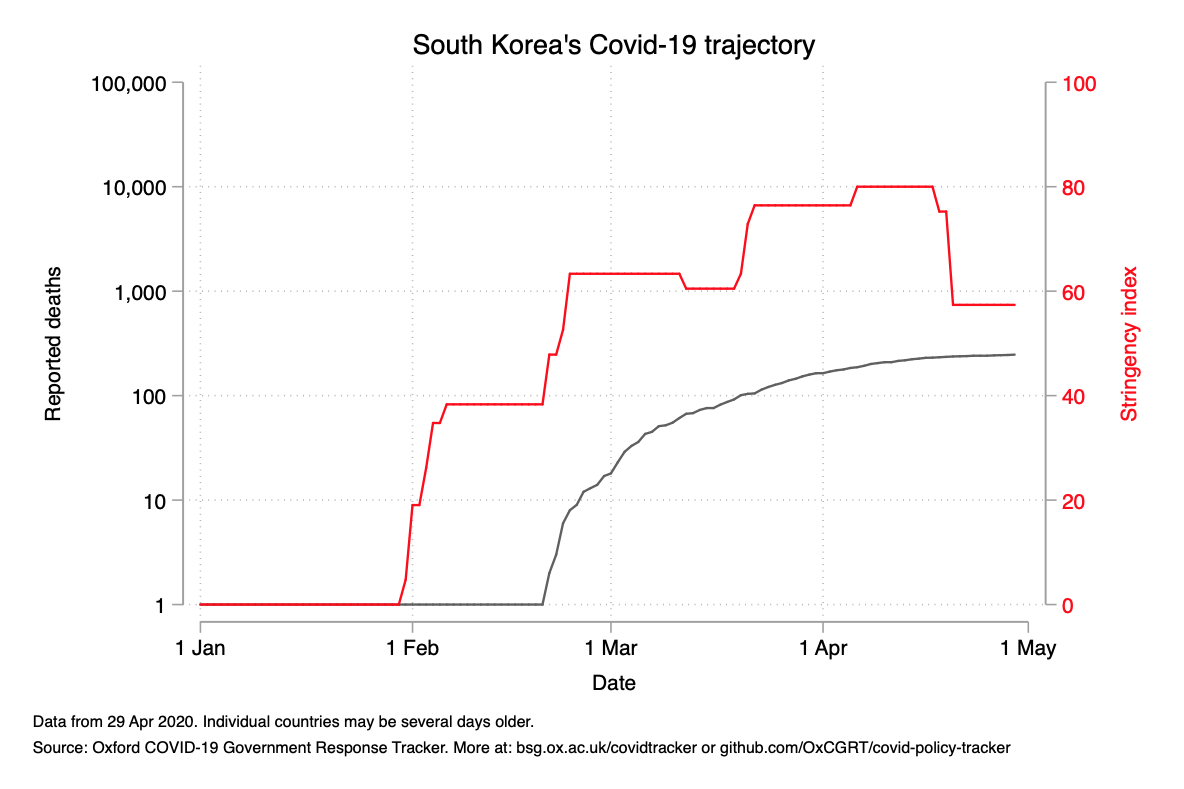 South Korea's Covid-19 trajectory
100,000
10,000
1,000
100
10
1
Reported deaths
100
80
60
40
20
0
Stringency index
1 Jan
1 Feb
1 Mar
1 Apr
1 May
Date
Data from 29 Apr 2020. Individual countries may be several days older.
Source: Oxford COVID-19 Government Response Tracker. More at: bsg.ox.ac.uk/covidtracker or github.com/OxCGRT/covid-policy-tracker